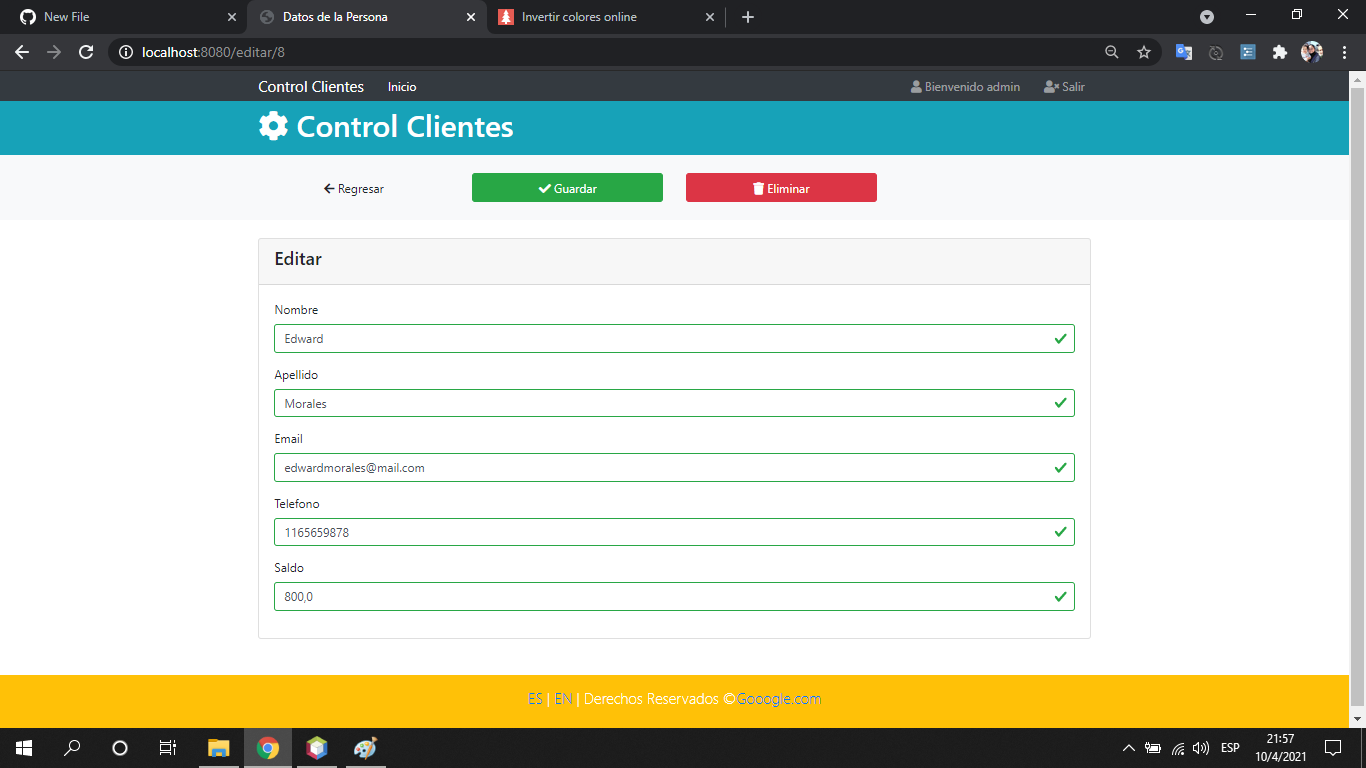 New File
Datos de la Persona
Invertir colores online
localhost:8080/editar/8
Control Clientes Inicio Bienvenido admin Salir
Control Clientes
Regresar Guardar Eliminar
Editar
Nombre
Edward
Apellido
Morales
Email
edwardmorales@mail.com
Telefono
1165659878
Saldo
800,0
ES | EN | Derechos Reservados ©Gooogle.com
ESP
21:57
10/4/2021